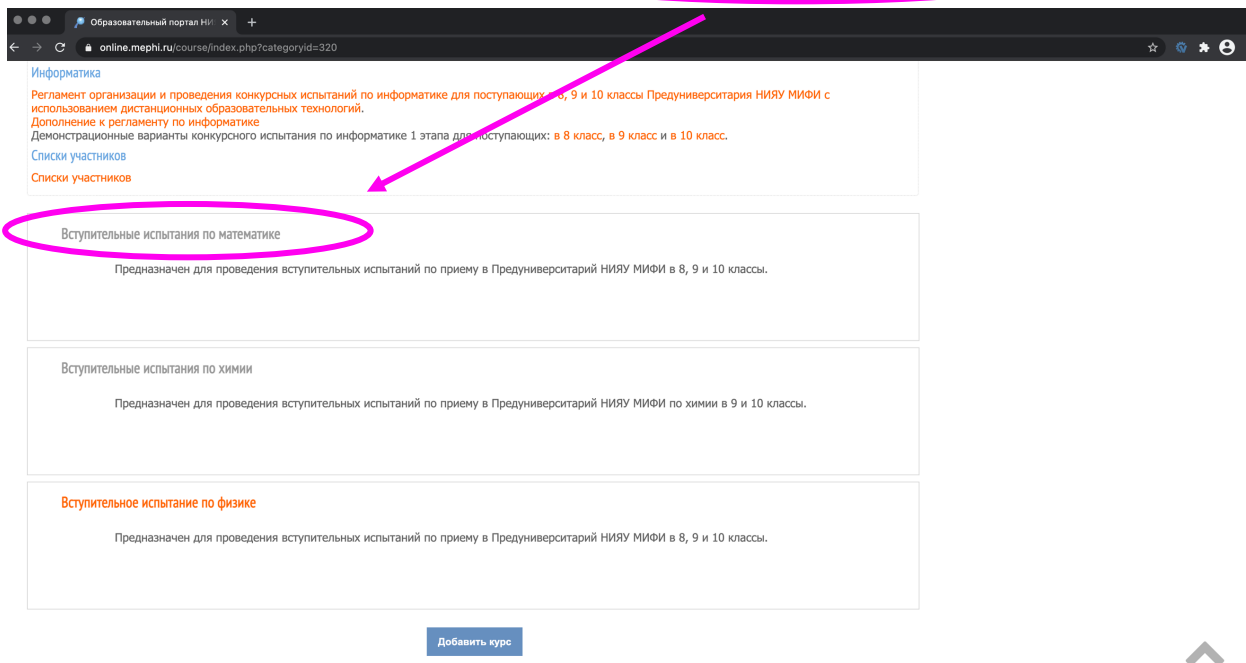 Образовательный портал НИ
online.mephi.ru/course/index.php?categoryid=320
Информатика
Регламент организации и проведения конкурсных испытаний по информатике для поступающих в 8, 9 и 10 классы Предуниверситария НИЯУ МИФИ с
использованием дистанционных образовательных технологий.
Дополнение к регламенту по информатике
Демонстрационные варианты конкурсного испытания по информатике 1 этапа для поступающих: в 8 класс, в 9 класс и в 10 класс.
Списки участников
Списки участников
Вступительные испытания по математике
Предназначен для проведения вступительных испытаний по приему в Предуниверситарий НИЯУ МИФИ в 8, 9 и 10 классы.
Вступительные испытания по химии
Предназначен для проведения вступительных испытаний по приему в Предуниверситарий НИЯУ МИФИ по химии в 9 и 10 классы.
Вступительное испытание по физике
Предназначен для проведения вступительных испытаний по приему в Предуниверситарий НИЯУ МИФИ в 8, 9 и 10 классы.
Добавить курс